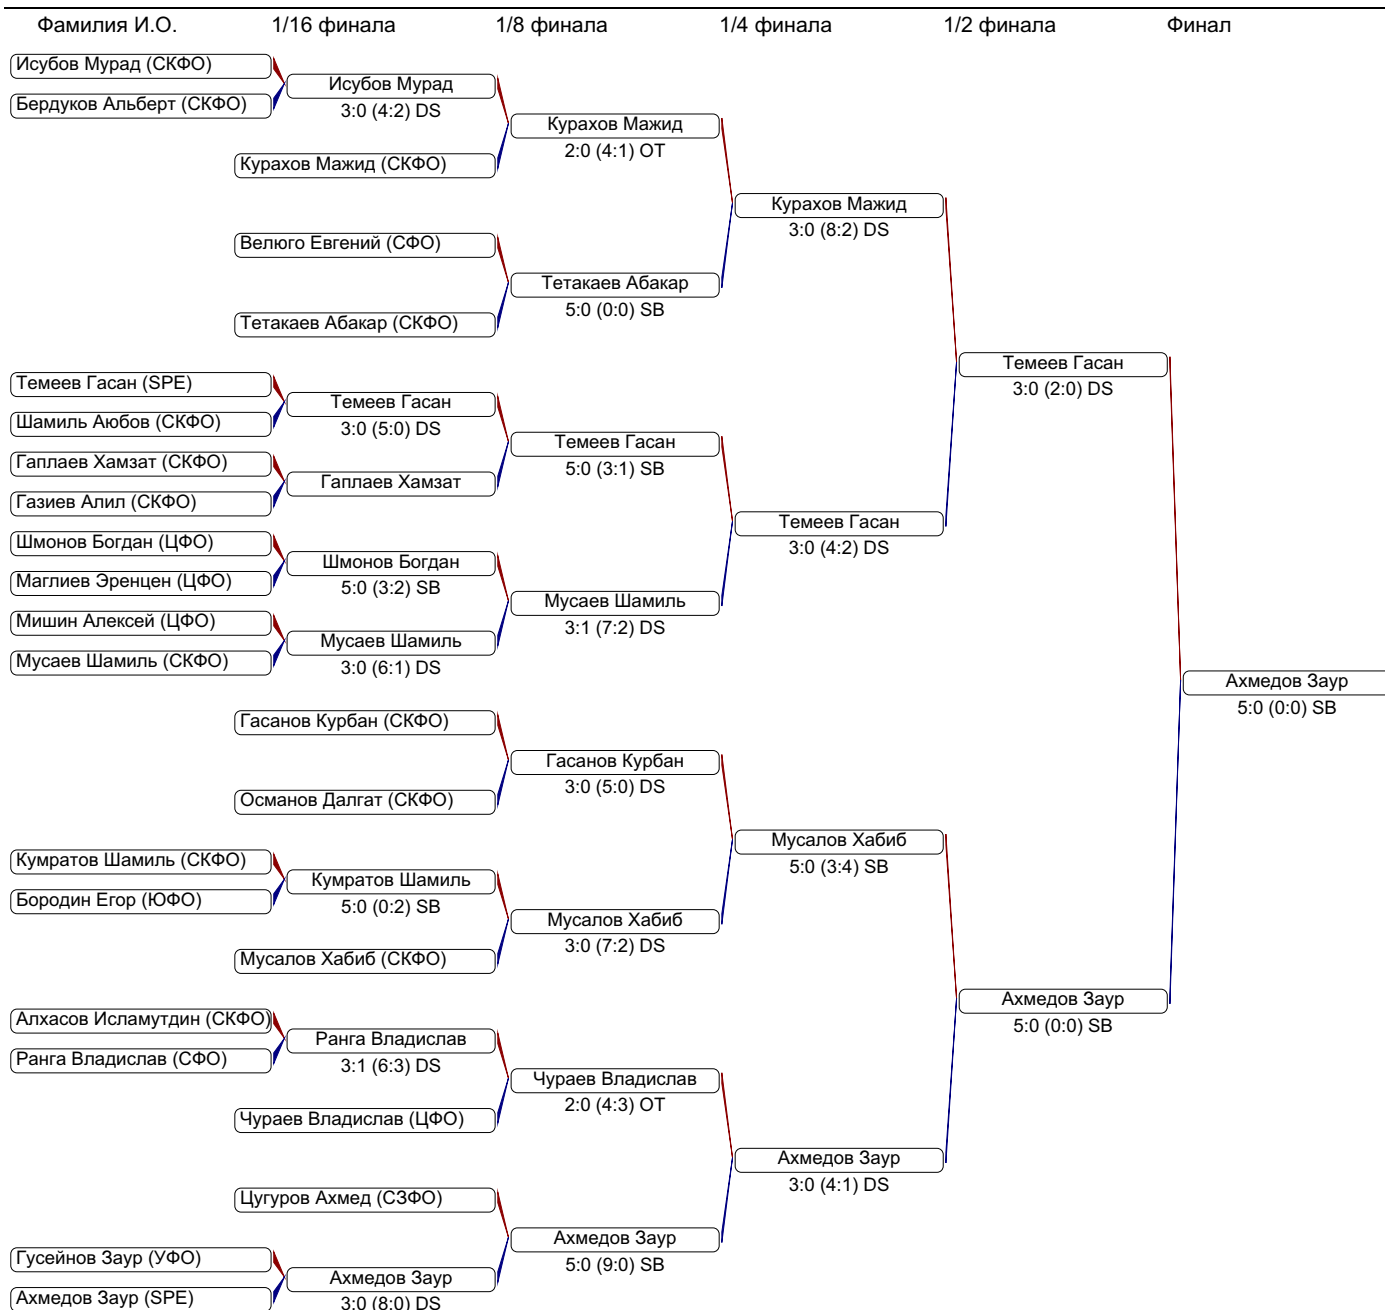 Фамилия И.О. 1/16 финала 1/8 финала 1/4 финала 1/2 финала Финал
Исубов Мурад (СКФО)
Исубов Мурад
Бердуков Альберт (СКФО)
3:0 (4:2) DS
Курахов Мажид
2:0 (4:1) OT
Курахов Мажид (СКФО)
Курахов Мажид
3:0 (8:2) DS
Велюго Евгений (СФО)
Тетакаев Абакар
5:0 (0:0) SB
Тетакаев Абакар (СКФО)
Темеев Гасан
3:0 (2:0) DS
Темеев Гасан (SPE)
Темеев Гасан
Шамиль Аюбов (СКФО)
3:0 (5:0) DS
Темеев Гасан
5:0 (3:1) SB
Гаплаев Хамзат (СКФО)
Гаплаев Хамзат
Газиев Алил (СКФО)
Темеев Гасан
3:0 (4:2) DS
Шмонов Богдан (ЦФО)
Шмонов Богдан
Маглиев Эренцен (ЦФО)
5:0 (3:2) SB
Мусаев Шамиль
3:1 (7:2) DS
Мишин Алексей (ЦФО)
Мусаев Шамиль
Мусаев Шамиль (СКФО)
3:0 (6:1) DS
Ахмедов Заур
5:0 (0:0) SB
Гасанов Курбан (СКФО)
Гасанов Курбан
3:0 (5:0) DS
Османов Далгат (СКФО)
Мусалов Хабиб
5:0 (3:4) SB
Кумратов Шамиль (СКФО)
Кумратов Шамиль
Бородин Егор (ЮФО)
5:0 (0:2) SB
Мусалов Хабиб
3:0 (7:2) DS
Мусалов Хабиб (СКФО)
Ахмедов Заур
5:0 (0:0) SB
Алхасов Исламутдин (СКФО)
Ранга Владислав
Ранга Владислав (СФО)
3:1 (6:3) DS
Чураев Владислав
2:0 (4:3) OT
Чураев Владислав (ЦФО)
Ахмедов Заур
3:0 (4:1) DS
Цугуров Ахмед (СЗФО)
Ахмедов Заур
5:0 (9:0) SB
Гусейнов Заур (УФО)
Ахмедов Заур
Ахмедов Заур (SPE)
3:0 (8:0) DS